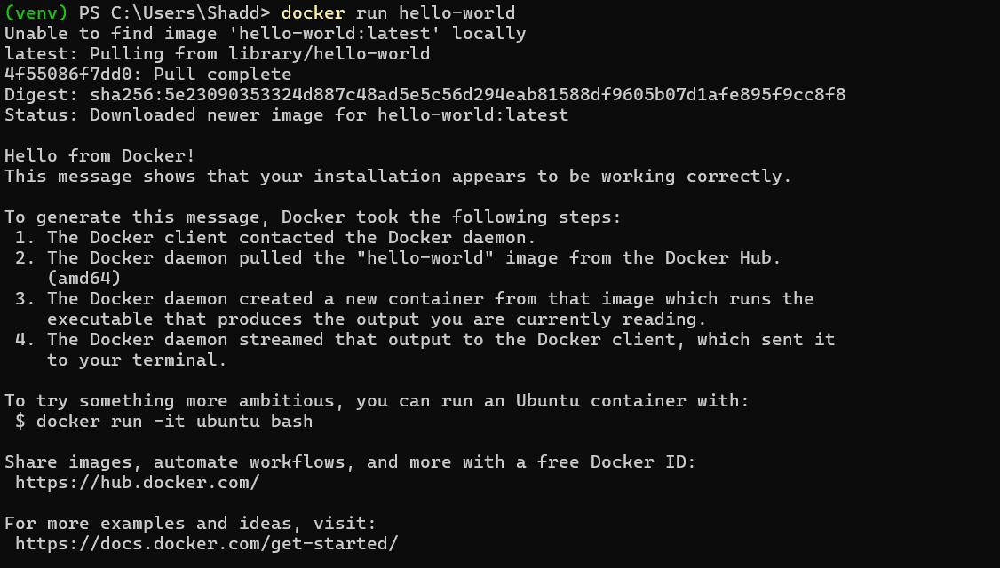 (venv) PS C:\Users\Shadd> docker run hello-world
Unable to find image 'hello-world:latest' locally
latest: Pulling from library/hello-world
4f55086f7dd0: Pull complete
Digest: sha256:5e23090353324d887c48ad5e5c56d294eab81588df9605b07d1afe895f9cc8f8
Status: Downloaded newer image for hello-world:latest

Hello from Docker!
This message shows that your installation appears to be working correctly.

To generate this message, Docker took the following steps:
 1. The Docker client contacted the Docker daemon.
 2. The Docker daemon pulled the "hello-world" image from the Docker Hub.
    (amd64)
 3. The Docker daemon created a new container from that image which runs the
    executable that produces the output you are currently reading.
 4. The Docker daemon streamed that output to the Docker client, which sent it
    to your terminal.

To try something more ambitious, you can run an Ubuntu container with:
 $ docker run -it ubuntu bash

Share images, automate workflows, and more with a free Docker ID:
 https://hub.docker.com/

For more examples and ideas, visit:
 https://docs.docker.com/get-started/